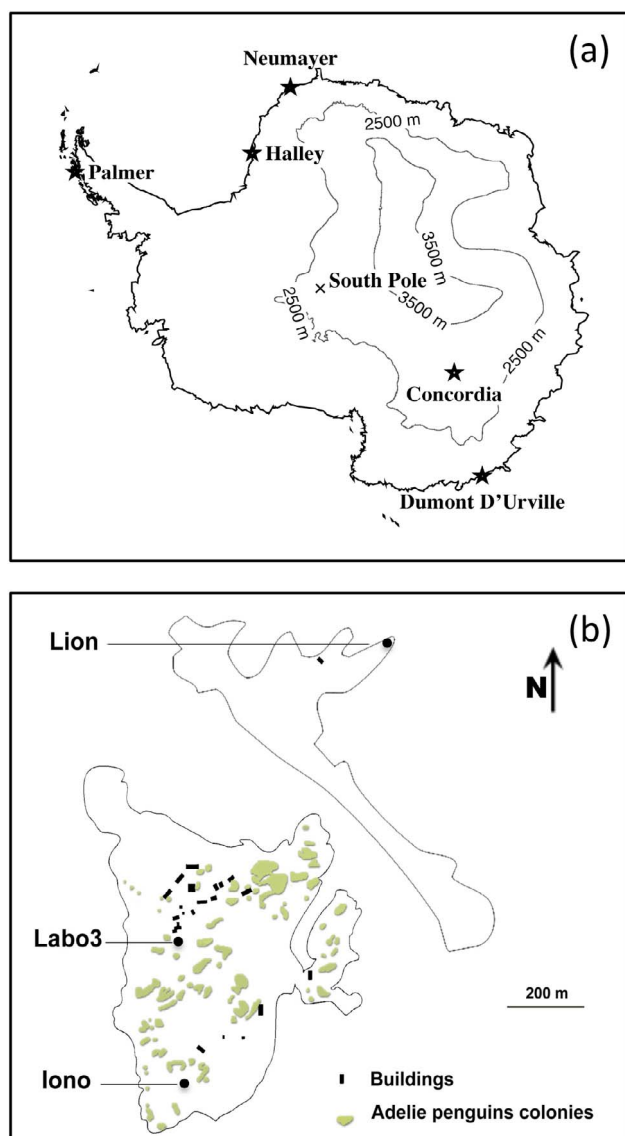 (a)
Neumayer
2500 m
Halley
Palmer
3500 m
South Pole
2500 m
3500 m
2500 m
Concordia
Dumont D'Urville
(b)
Lion
N
Labo3
200 m
Iono
Buildings
Adelie penguins colonies